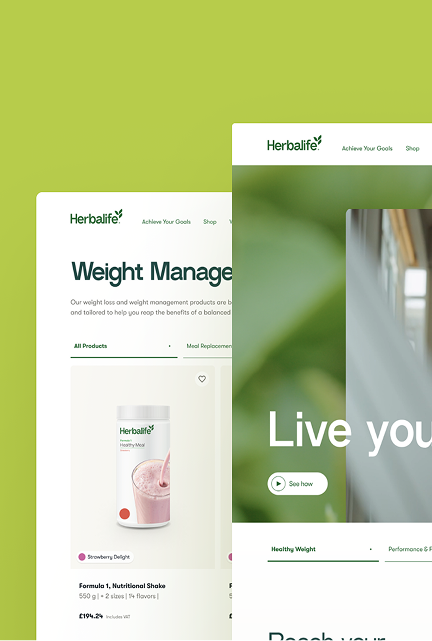 Herbalife
Achieve Your Goals Shop
Herbalife
Achieve Your Goals Shop
Weight Manage
Our weight loss and weight management products are b
and tailored to help you reap the benefits of a balanced
All Products
Meal Replacemen
Herbalife
Formula 1
Healthy Meal
Strawberry Delight
Formula 1, Nutritional Shake
550 g | + 2 sizes | 14 flavors |
£194.24 Includes VAT
Live you
See how
Healthy Weight
Performance &
Reach your